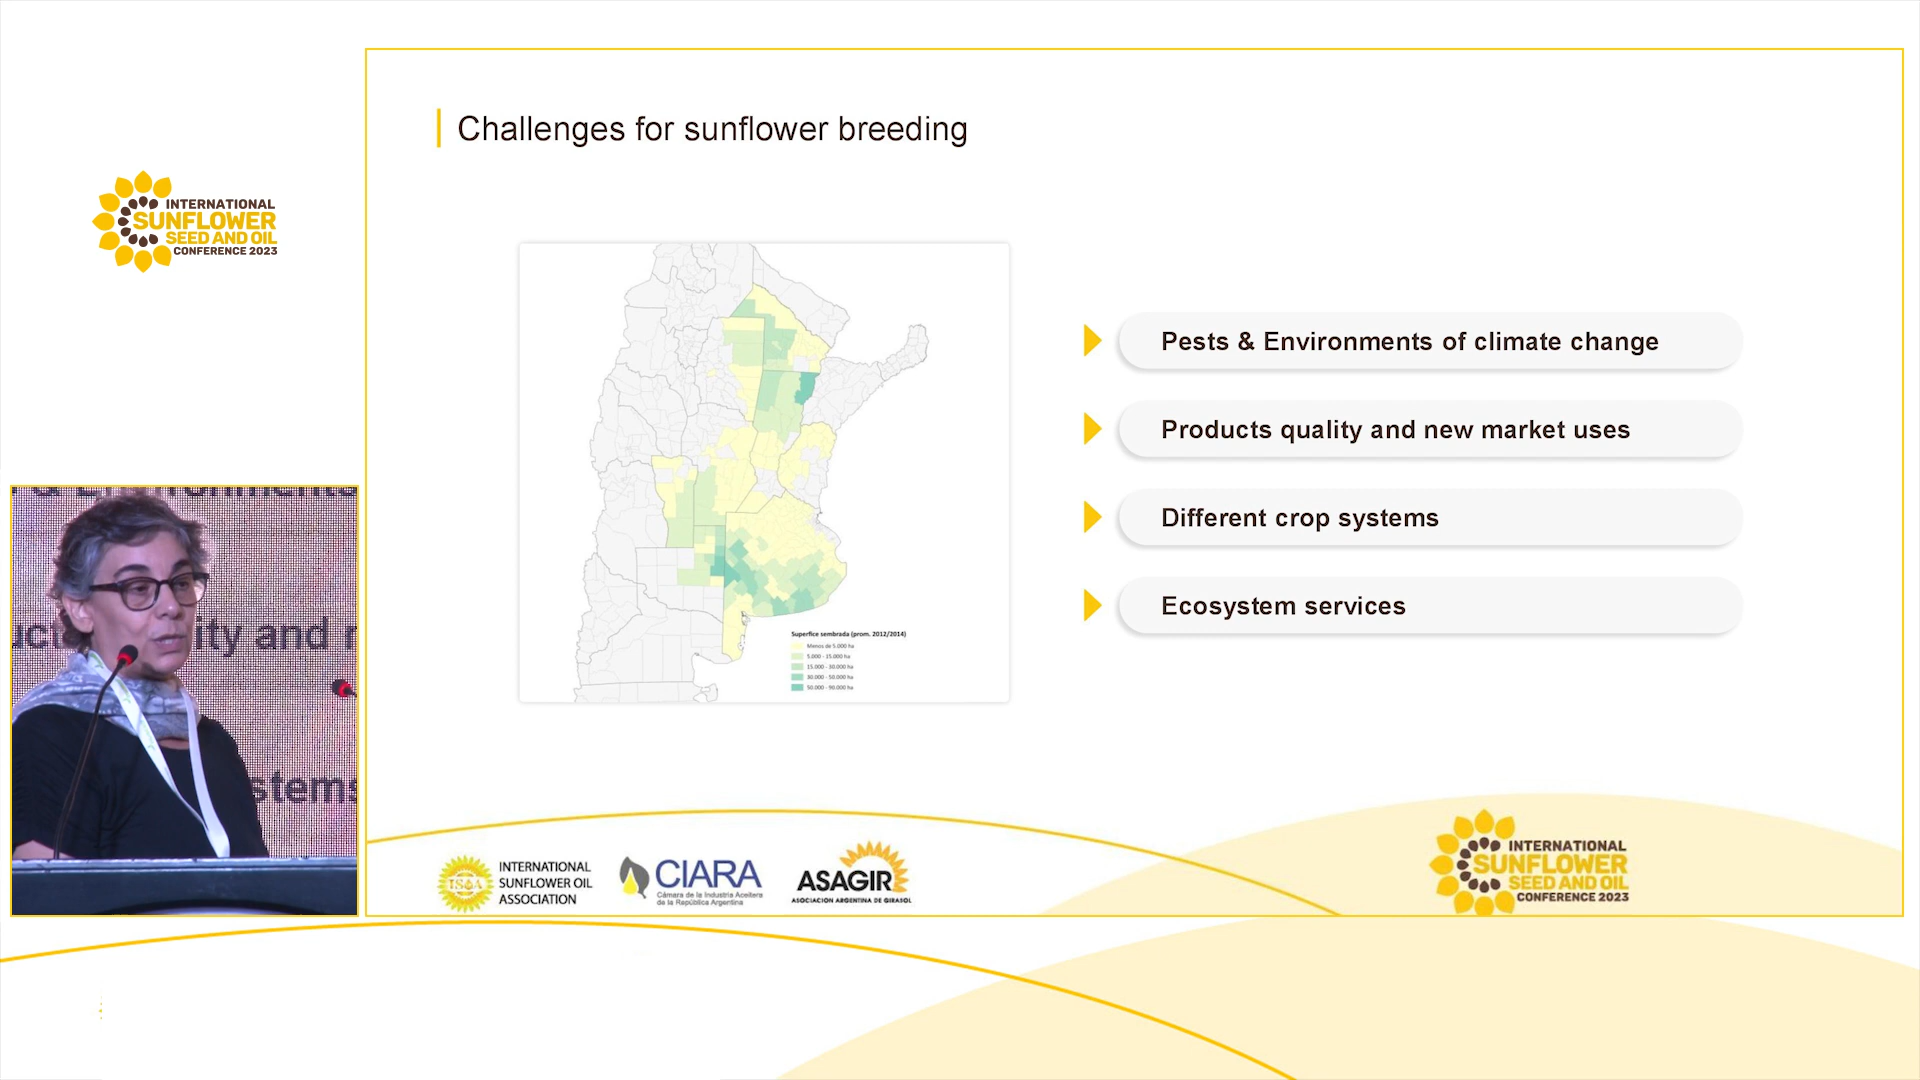 Challenges for sunflower breeding
INTERNATIONAL
SUNFLOWER
SEED AND OIL
CONFERENCE 2023
Pests & Environments of climate change
Products quality and new market uses
Different crop systems
Ecosystem services
Superfice sembrada (prom. 2012/2014)
Menos de 5.000 ha
5.000 - 15.000 ha
15.000 - 30.000 ha
30.000 - 50.000 ha
50.000 - 90.000 ha
ity and
stems
ISOA
INTERNATIONAL
SUNFLOWER OIL
ASSOCIATION
CIARA
Cámara de la Industria Aceitera
de la República Argentina
ASAGIR
ASOCIACION ARGENTINA DE GIRASOL
INTERNATIONAL
SUNFLOWER
SEED AND OIL
CONFERENCE 2023